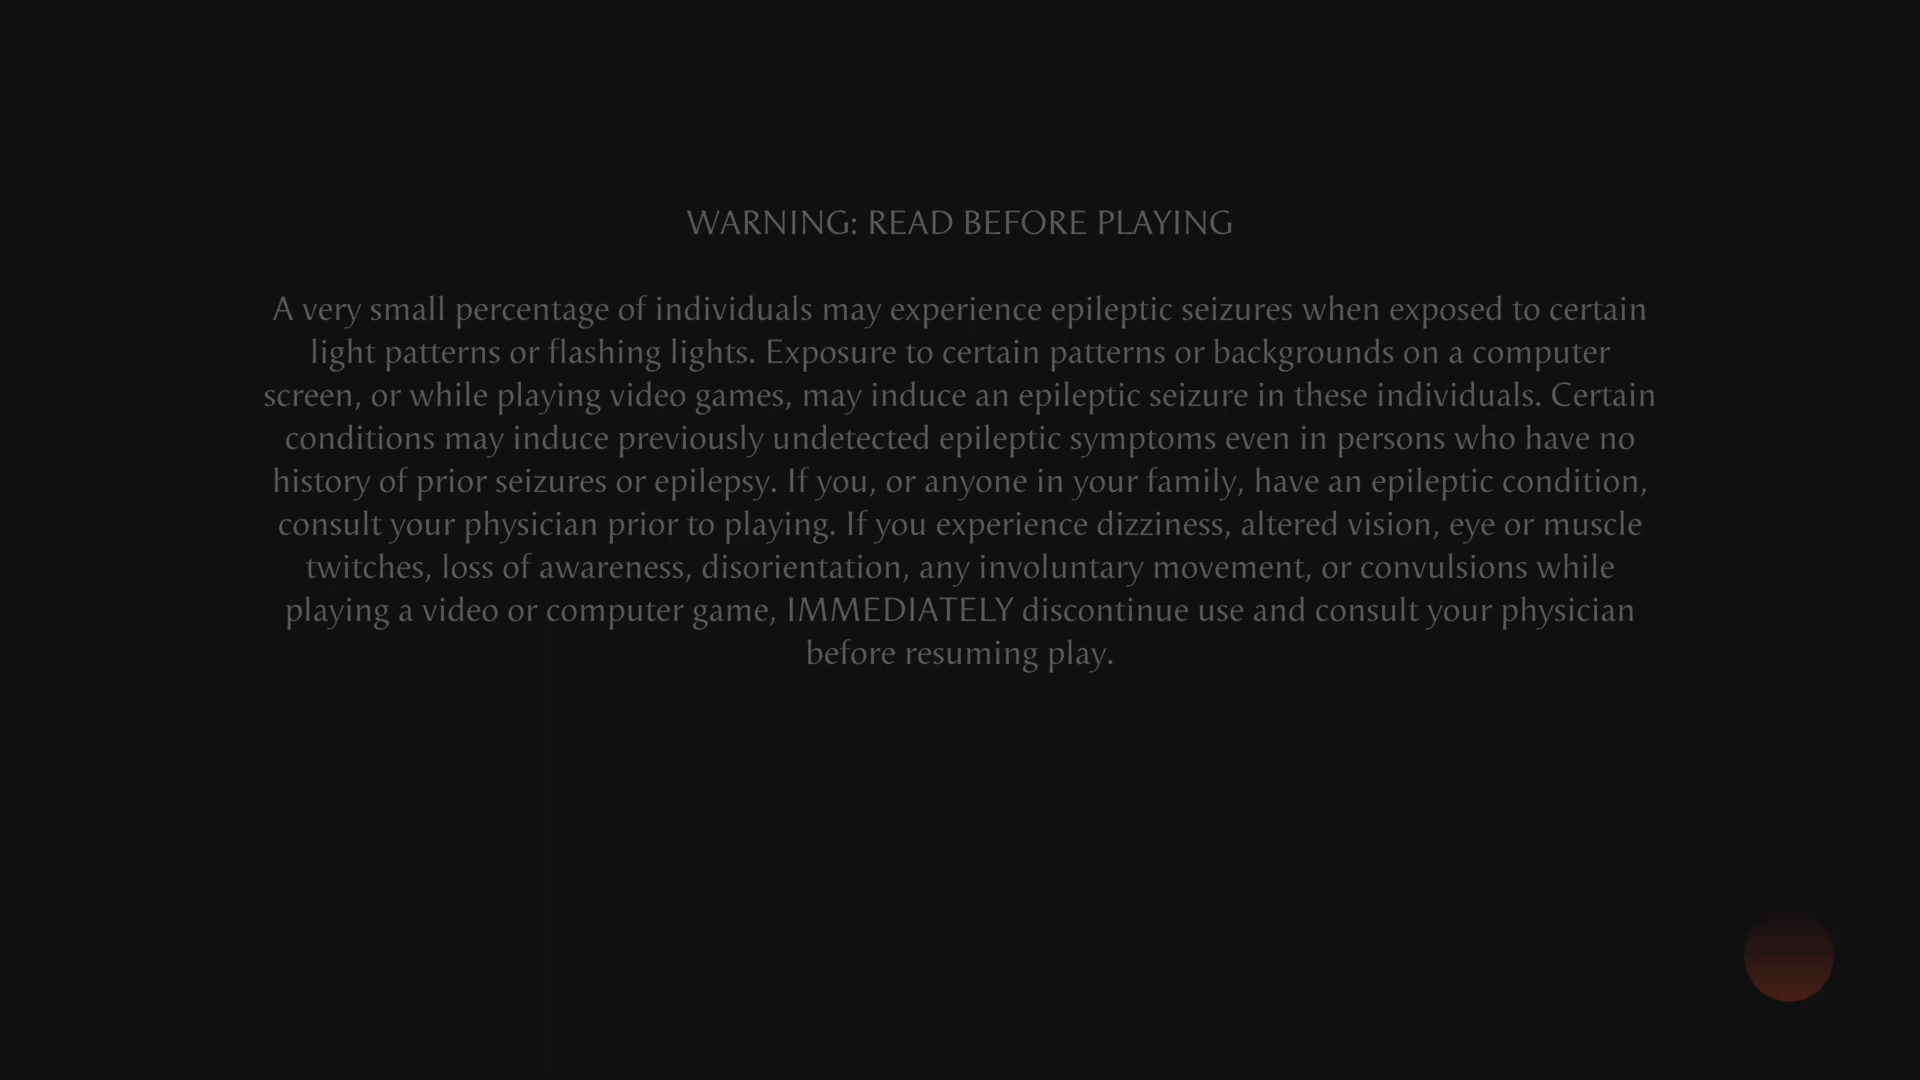 WARNING: READ BEFORE PLAYING
A very small percentage of individuals may experience epileptic seizures when exposed to certain
light patterns or flashing lights. Exposure to certain patterns or backgrounds on a computer
screen, or while playing video games, may induce an epileptic seizure in these individuals. Certain
conditions may induce previously undetected epileptic symptoms even in persons who have no
history of prior seizures or epilepsy. If you, or anyone in your family, have an epileptic condition,
consult your physician prior to playing. If you experience dizziness, altered vision, eye or muscle
twitches, loss of awareness, disorientation, any involuntary movement, or convulsions while
playing a video or computer game, IMMEDIATELY discontinue use and consult your physician
before resuming play.